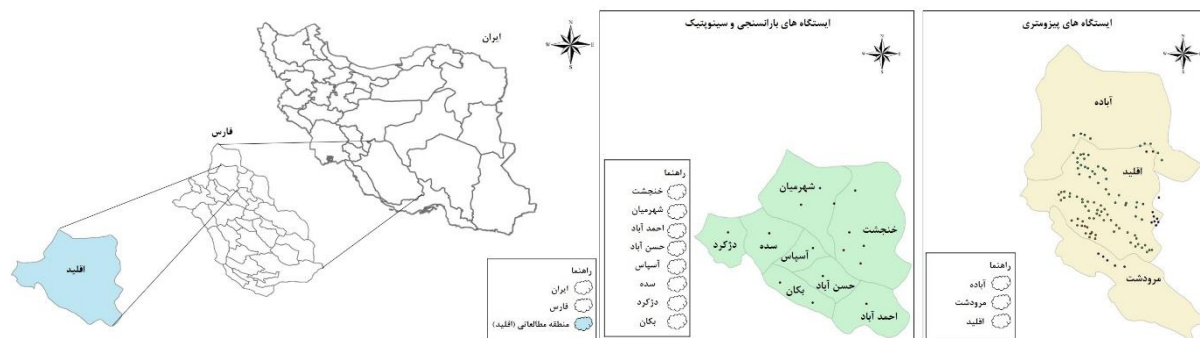 ایستگاه های پیزومتری
N
W
E
S
آباده
اقلید
مرودشت
راهنما
آباده
مرودشت
اقلید
ایستگاه های بارانسنجی و سینوپتیک
N
W
E
S
شهرمیان
خنجشت
دژکرد
سده
آسپاس
حسن آباد
بکان
احمد آباد
راهنما
خنجشت
شهرمیان
احمد آباد
حسن آباد
آسپاس
سده
دژکرد
بکان
N
W
E
S
ایران
فارس
اقلید
راهنما
ایران
فارس
منطقه مطالعاتی (اقلید)